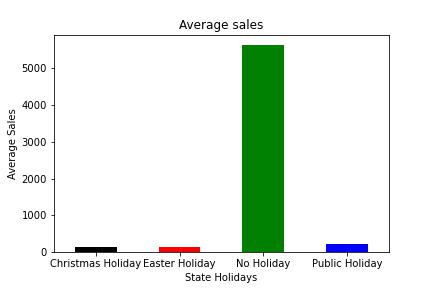 Average sales
5000
4000
3000
2000
1000
0
Average Sales
Christmas Holiday Easter Holiday No Holiday Public Holiday
State Holidays